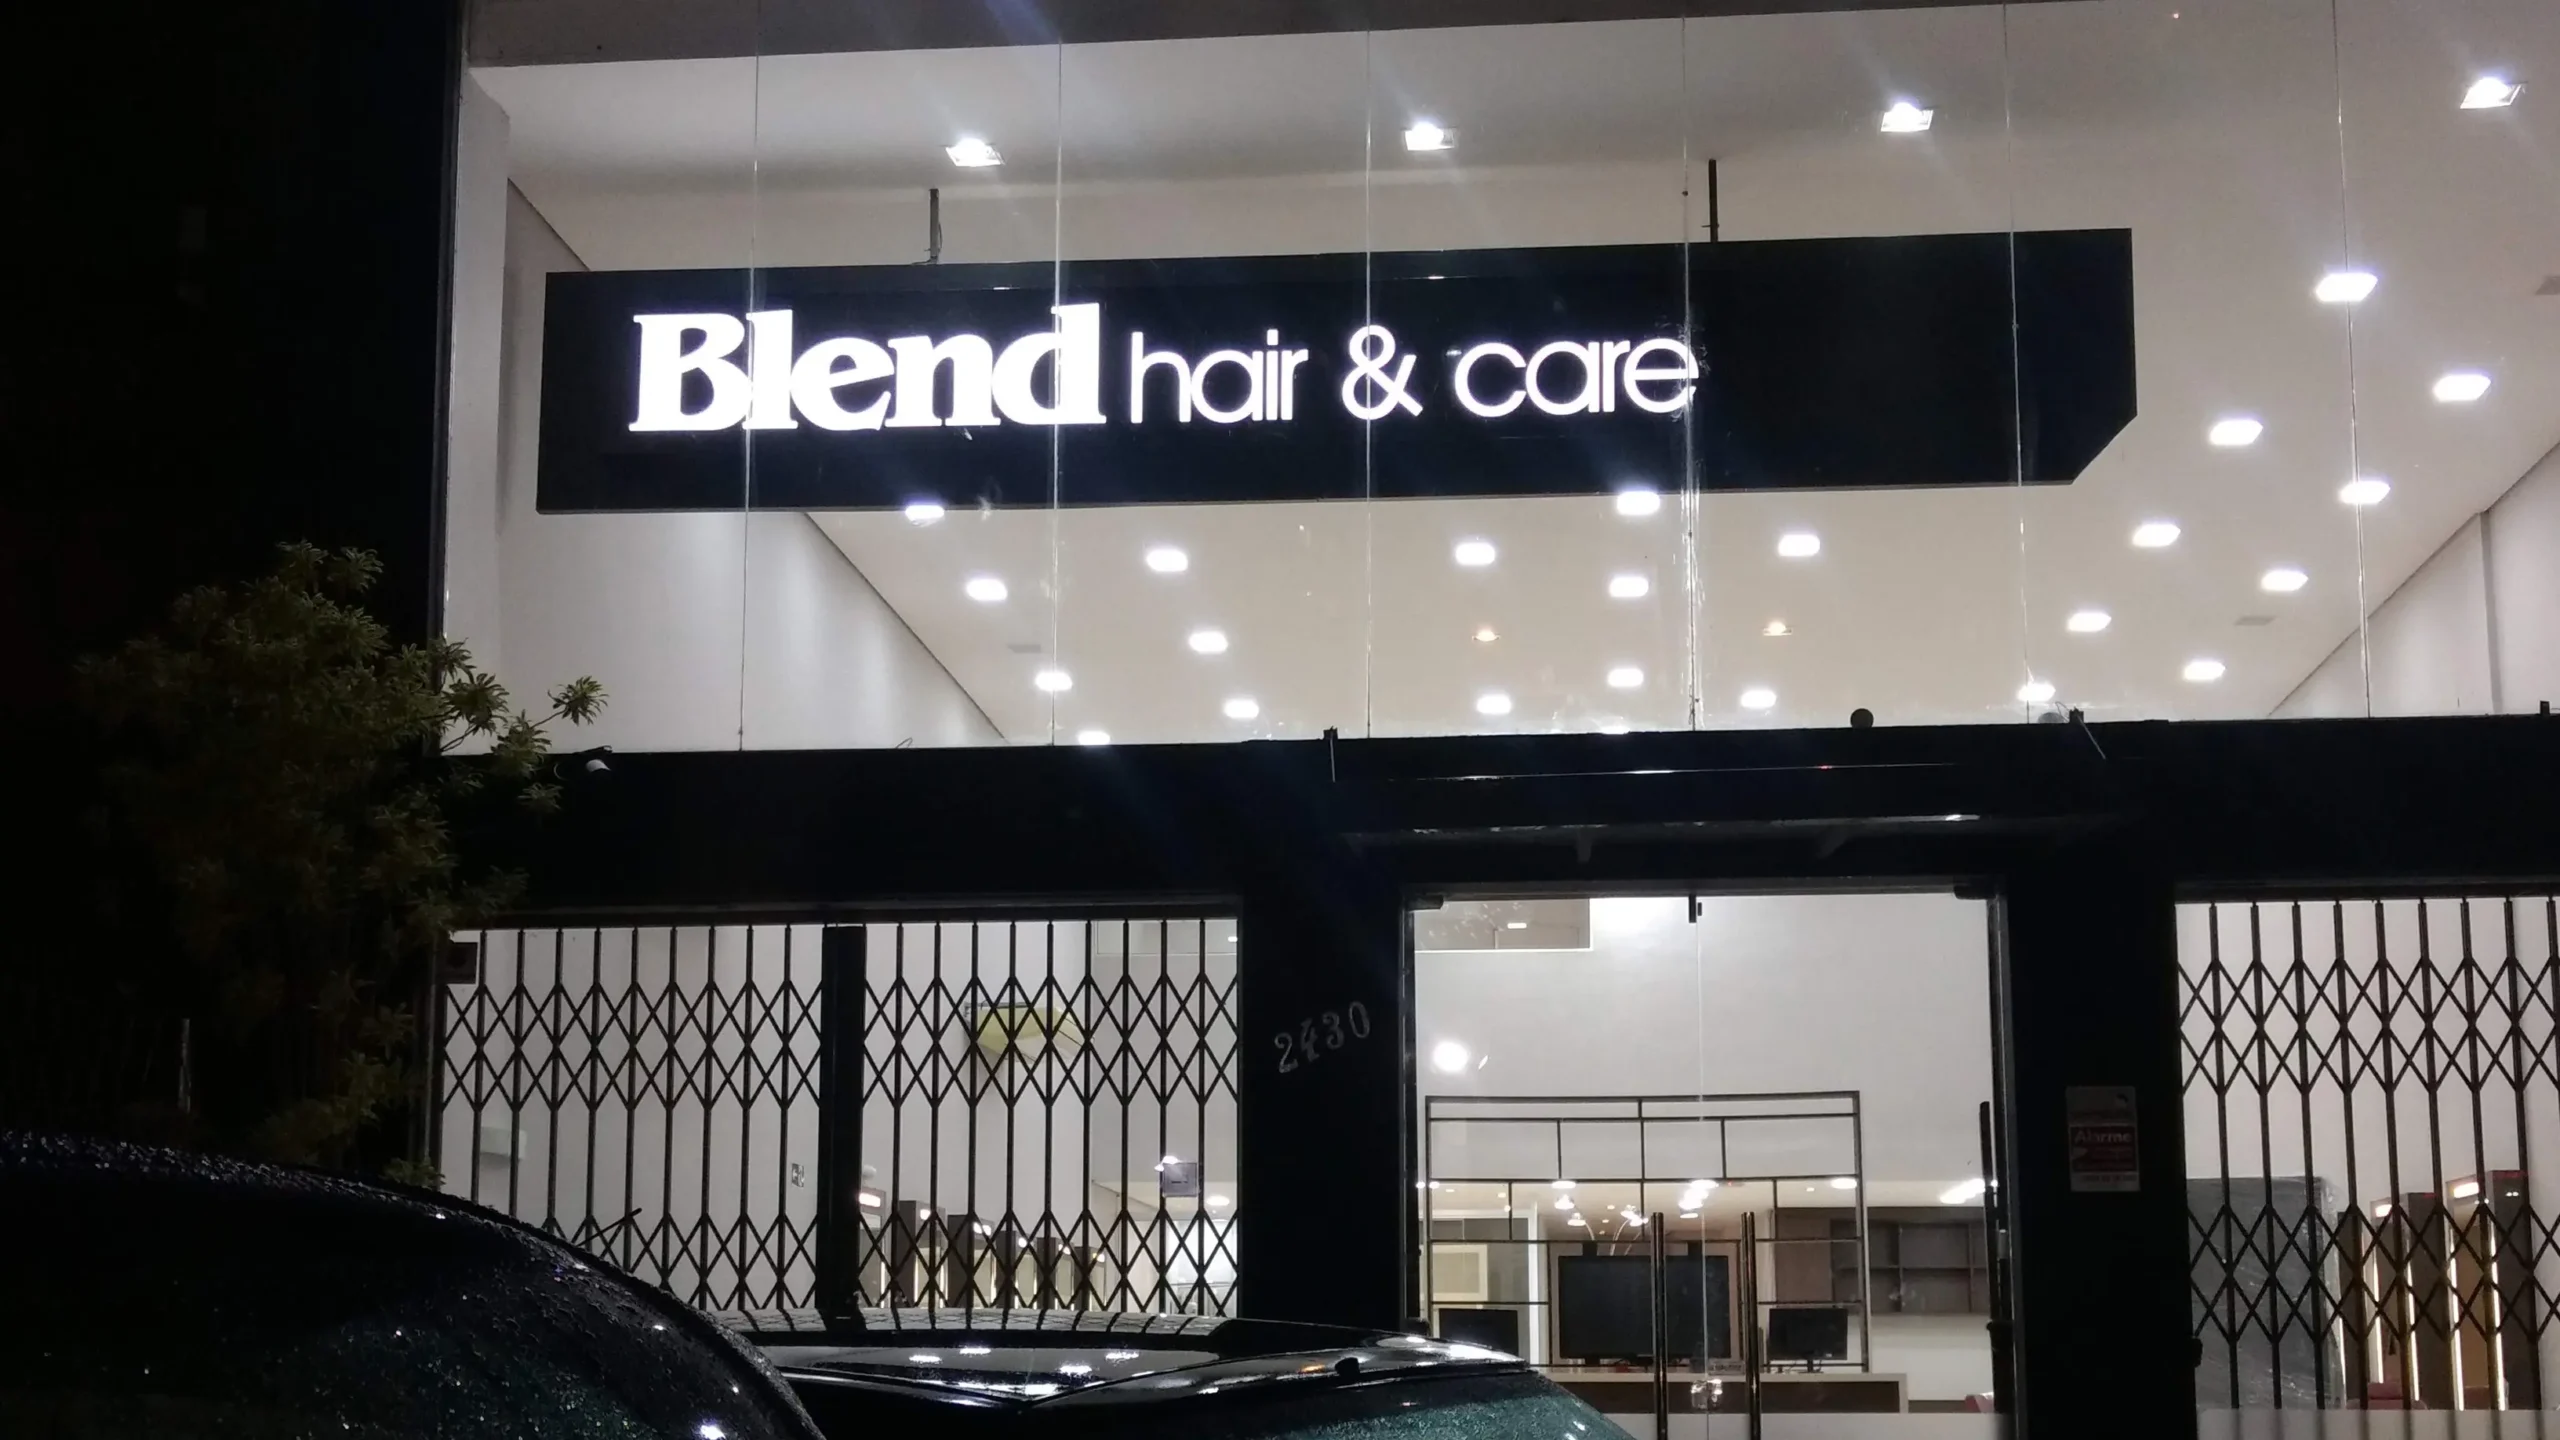 Blend hair & care
2430
Alarme